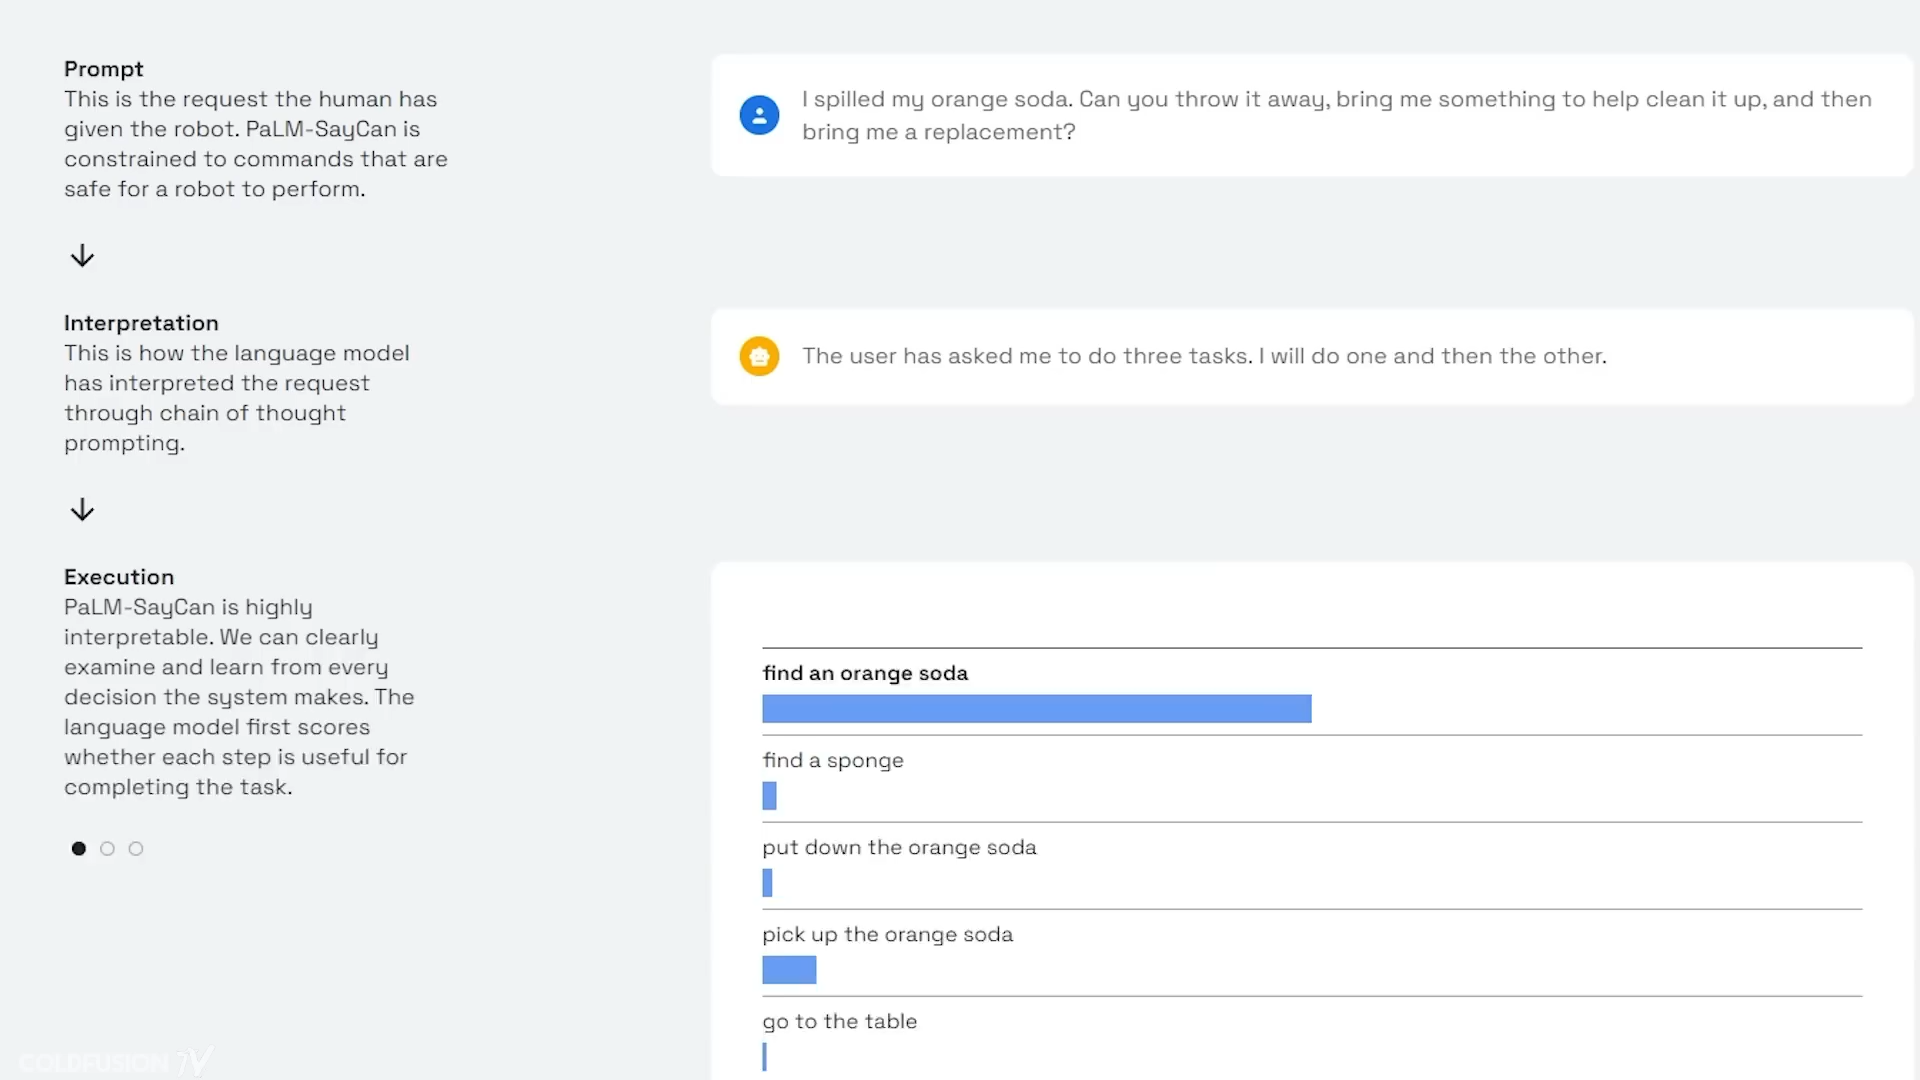 Prompt
This is the request the human has
given the robot. PaLM-SayCan is
constrained to commands that are
safe for a robot to perform.
I spilled my orange soda. Can you throw it away, bring me something to help clean it up, and then
bring me a replacement?
Interpretation
This is how the language model
has interpreted the request
through chain of thought
prompting.
The user has asked me to do three tasks. I will do one and then the other.
Execution
PaLM-SayCan is highly
interpretable. We can clearly
examine and learn from every
decision the system makes. The
language model first scores
whether each step is useful for
completing the task.
find an orange soda
find a sponge
put down the orange soda
pick up the orange soda
go to the table
COLDFUSION TV